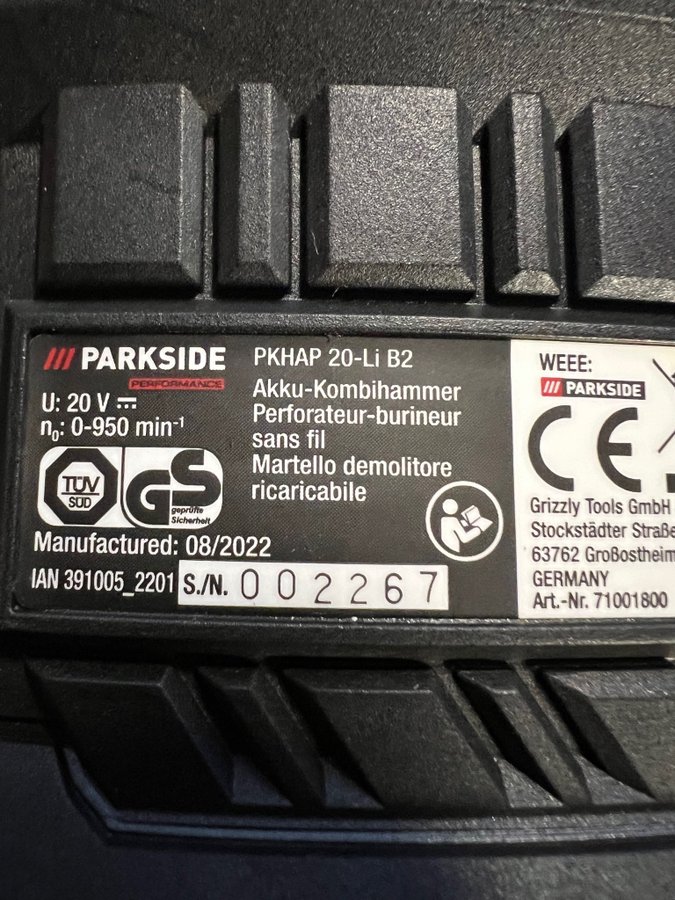 PARKSIDE
PERFORMANCE
U: 20 V
n₀: 0-950 min⁻¹
TÜV
SÜD
GS
geprüfte
Sicherheit
Manufactured: 08/2022
IAN 391005_2201 S./N. 002267
PKHAP 20-Li B2
Akku-Kombihammer
Perforateur-burineur
sans fil
Martello demolitore
ricaricabile
WEEE:
PARKSIDE
CE
Grizzly Tools GmbH
Stockstädter Straße
63762 Großostheim
GERMANY
Art.-Nr. 71001800